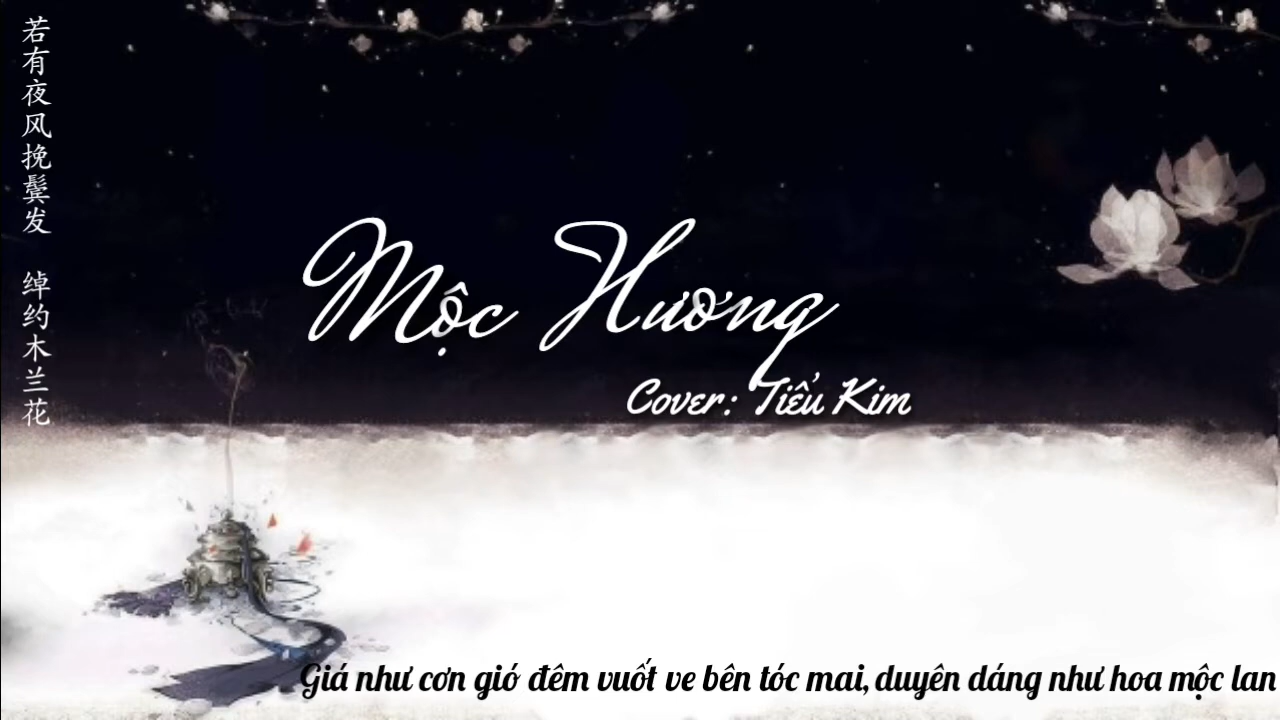 若有夜风挽鬓发 绰约木兰花
Mộc Hương
Cover: Tiểu Kim
Giá như cơn gió đêm vuốt ve bên tóc mai, duyên dáng như hoa mộc lan